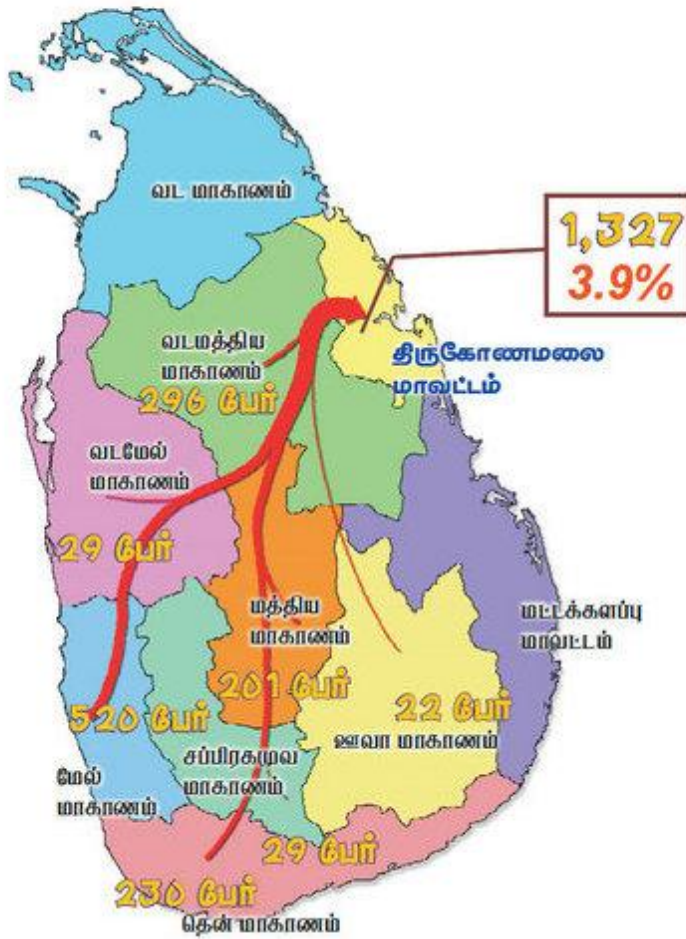 வட மாகாணம்
1,327
3.9%
வடமத்திய
மாகாணம்
296 பேர்
திருகோணமலை
மாவட்டம்
வடமேல்
மாகாணம்
29 பேர்
மத்திய
மாகாணம்
201 பேர்
மட்டக்களப்பு
மாவட்டம்
520 பேர்
22 பேர்
ஊவா மாகாணம்
மேல்
மாகாணம்
சப்பிரகமுவ
மாகாணம்
29 பேர்
230 பேர்
தென் மாகாணம்